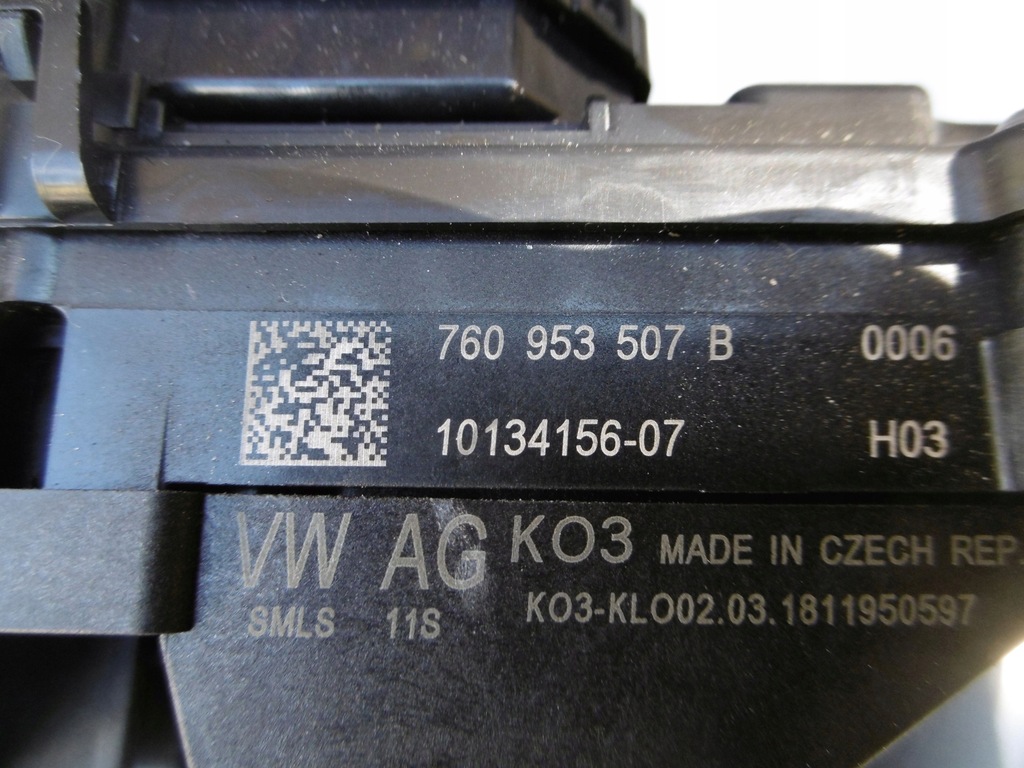 760 953 507 B 0006
10134156-07 H03
VW AG KO3 MADE IN CZECH REP.
SMLS 11S KO3-KLO02.03.1811950597